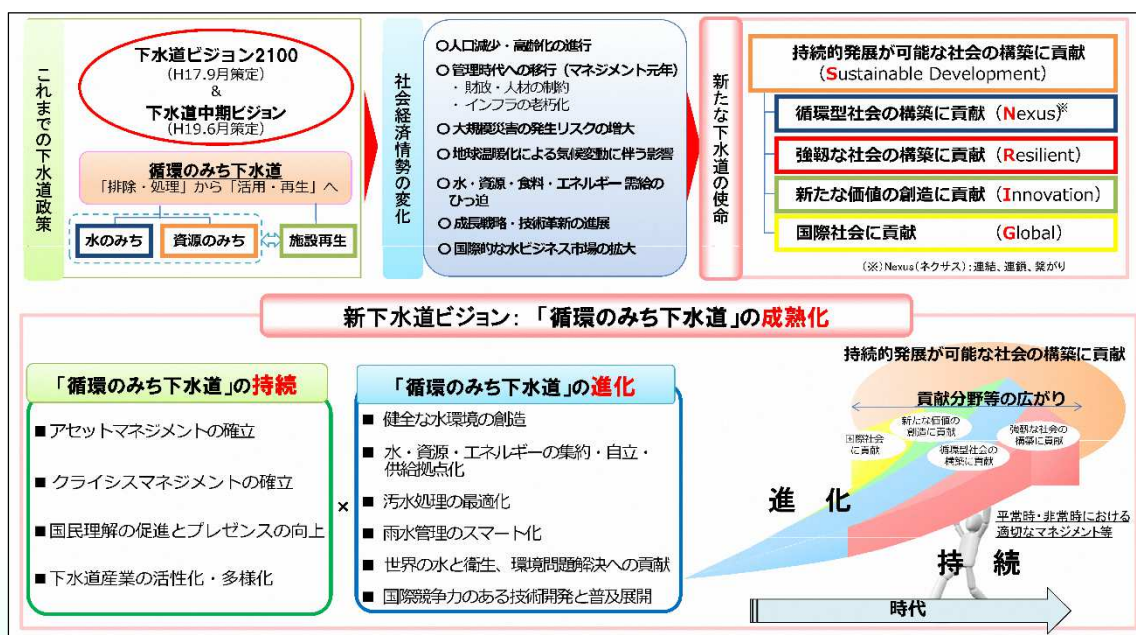 これまでの下水道政策
下水道ビジョン2100
(H17.9月策定)
&
下水道中期ビジョン
(H19.6月策定)
循環のみち下水道
「排除・処理」から「活用・再生」へ
水のみち
資源のみち
施設再生
社会経済情勢の変化
○人口減少・高齢化の進行
○管理時代への移行(マネジメント元年)
・財政・人材の制約
・インフラの老朽化
○大規模災害の発生リスクの増大
○地球温暖化による気候変動に伴う影響
○水・資源・食料・エネルギー需給の
ひっ迫
○成長戦略・技術革新の進展
○国際的な水ビジネス市場の拡大
新たな下水道の使命
持続的発展が可能な社会の構築に貢献
(Sustainable Development)
循環型社会の構築に貢献(Nexus)※
強靱な社会の構築に貢献(Resilient)
新たな価値の創造に貢献(Innovation)
国際社会に貢献 (Global)
(※)Nexus(ネクサス):連結、連鎖、繋がり
新下水道ビジョン:「循環のみち下水道」の成熟化
「循環のみち下水道」の持続
■アセットマネジメントの確立
■クライシスマネジメントの確立
■国民理解の促進とプレゼンスの向上
■下水道産業の活性化・多様化
×
「循環のみち下水道」の進化
■健全な水環境の創造
■水・資源・エネルギーの集約・自立・
供給拠点化
■汚水処理の最適化
■雨水管理のスマート化
■世界の水と衛生、環境問題解決への貢献
■国際競争力のある技術開発と普及展開
持続的発展が可能な社会の構築に貢献
貢献分野等の広がり
国際社会
に貢献
新たな価値の
創造に貢献
循環型社会の
構築に貢献
強靱な社会の
構築に貢献
進化
平常時・非常時における
適切なマネジメント等
持続
時代